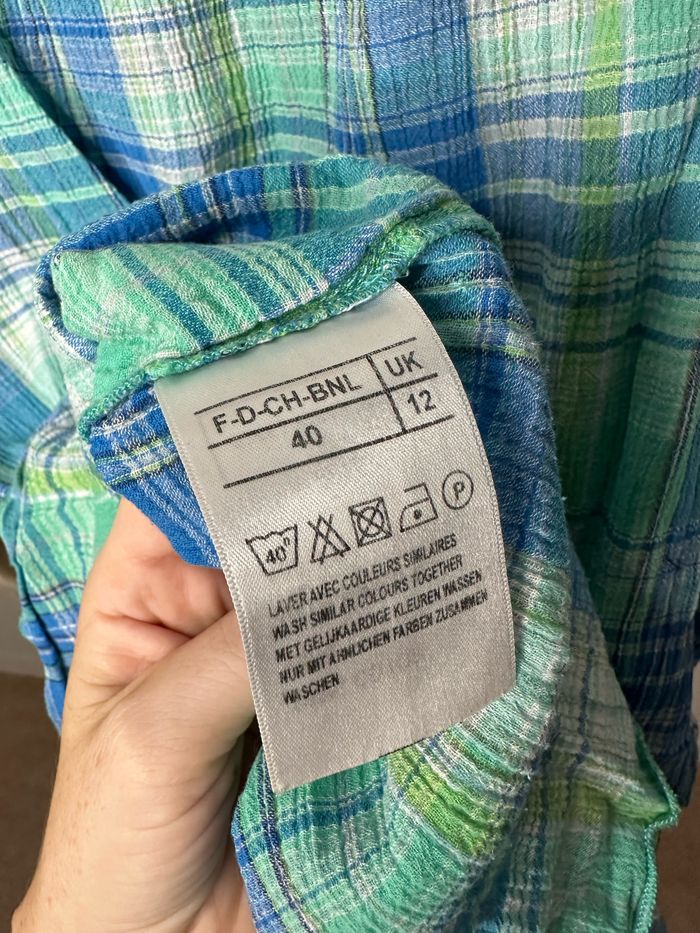 F-D-CH-BNL UK
40 12
40° P
LAVER AVEC COULEURS SIMILAIRES
WASH SIMILAR COLOURS TOGETHER
MET GELIJKAARDIGE KLEUREN WASSEN
NUR MIT AHNLICHEN FARBEN ZUSAMMEN
WASCHEN